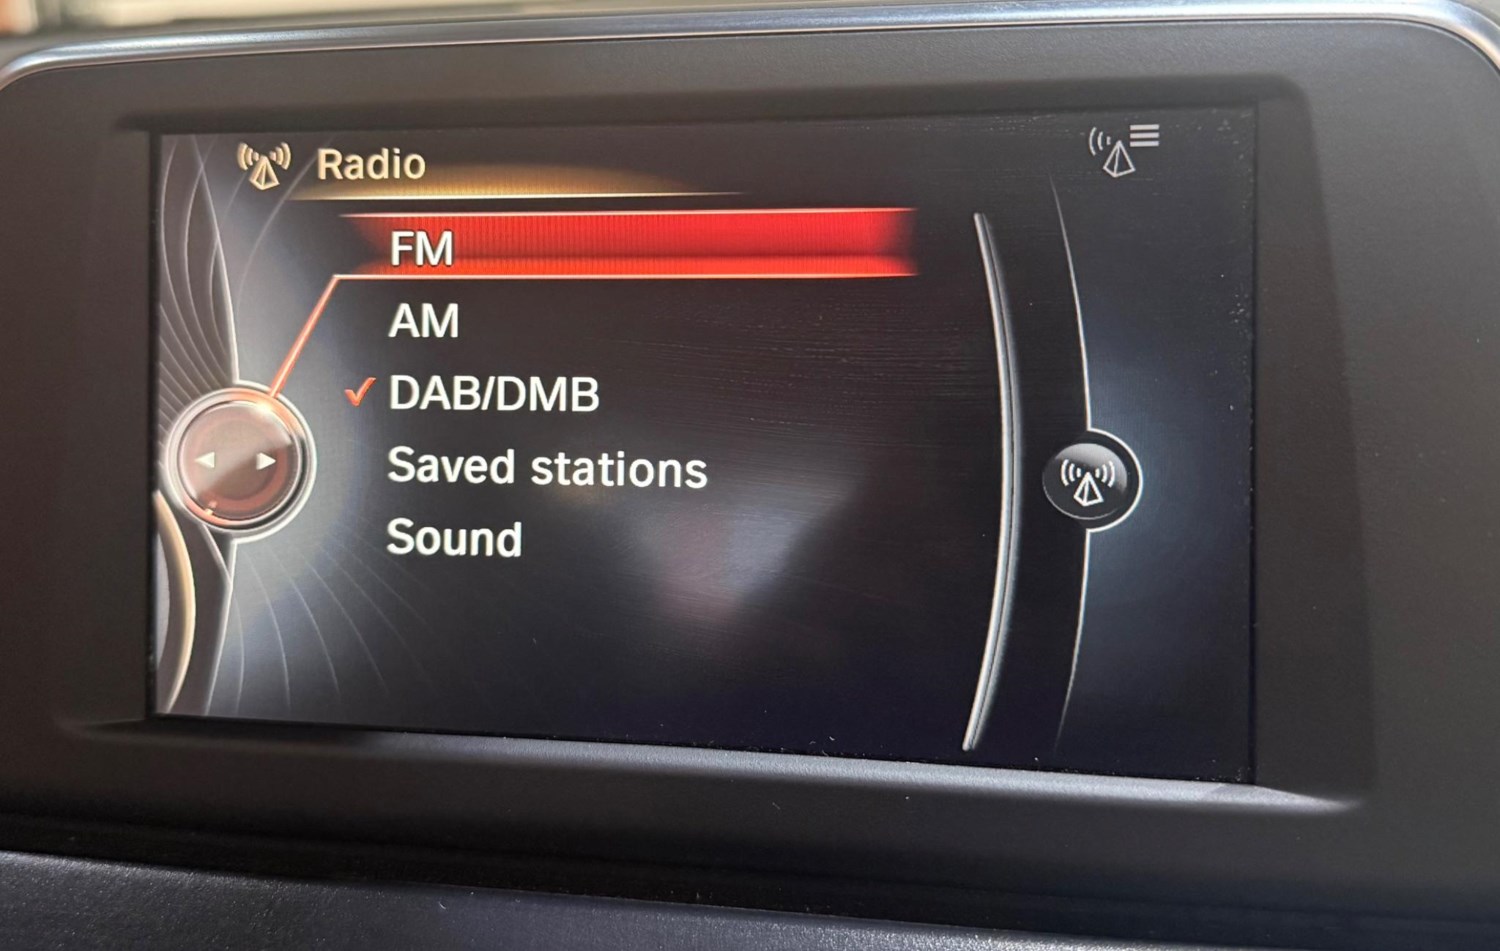 Radio
FM
AM
DAB/DMB
Saved stations
Sound